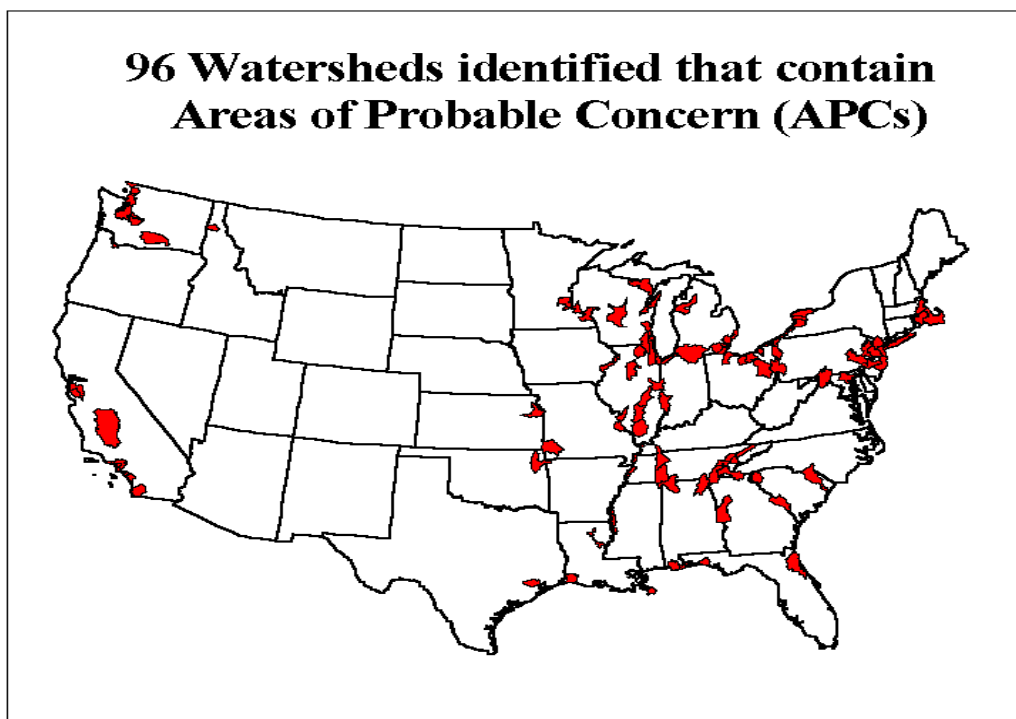 96 Watersheds identified that contain
Areas of Probable Concern (APCs)